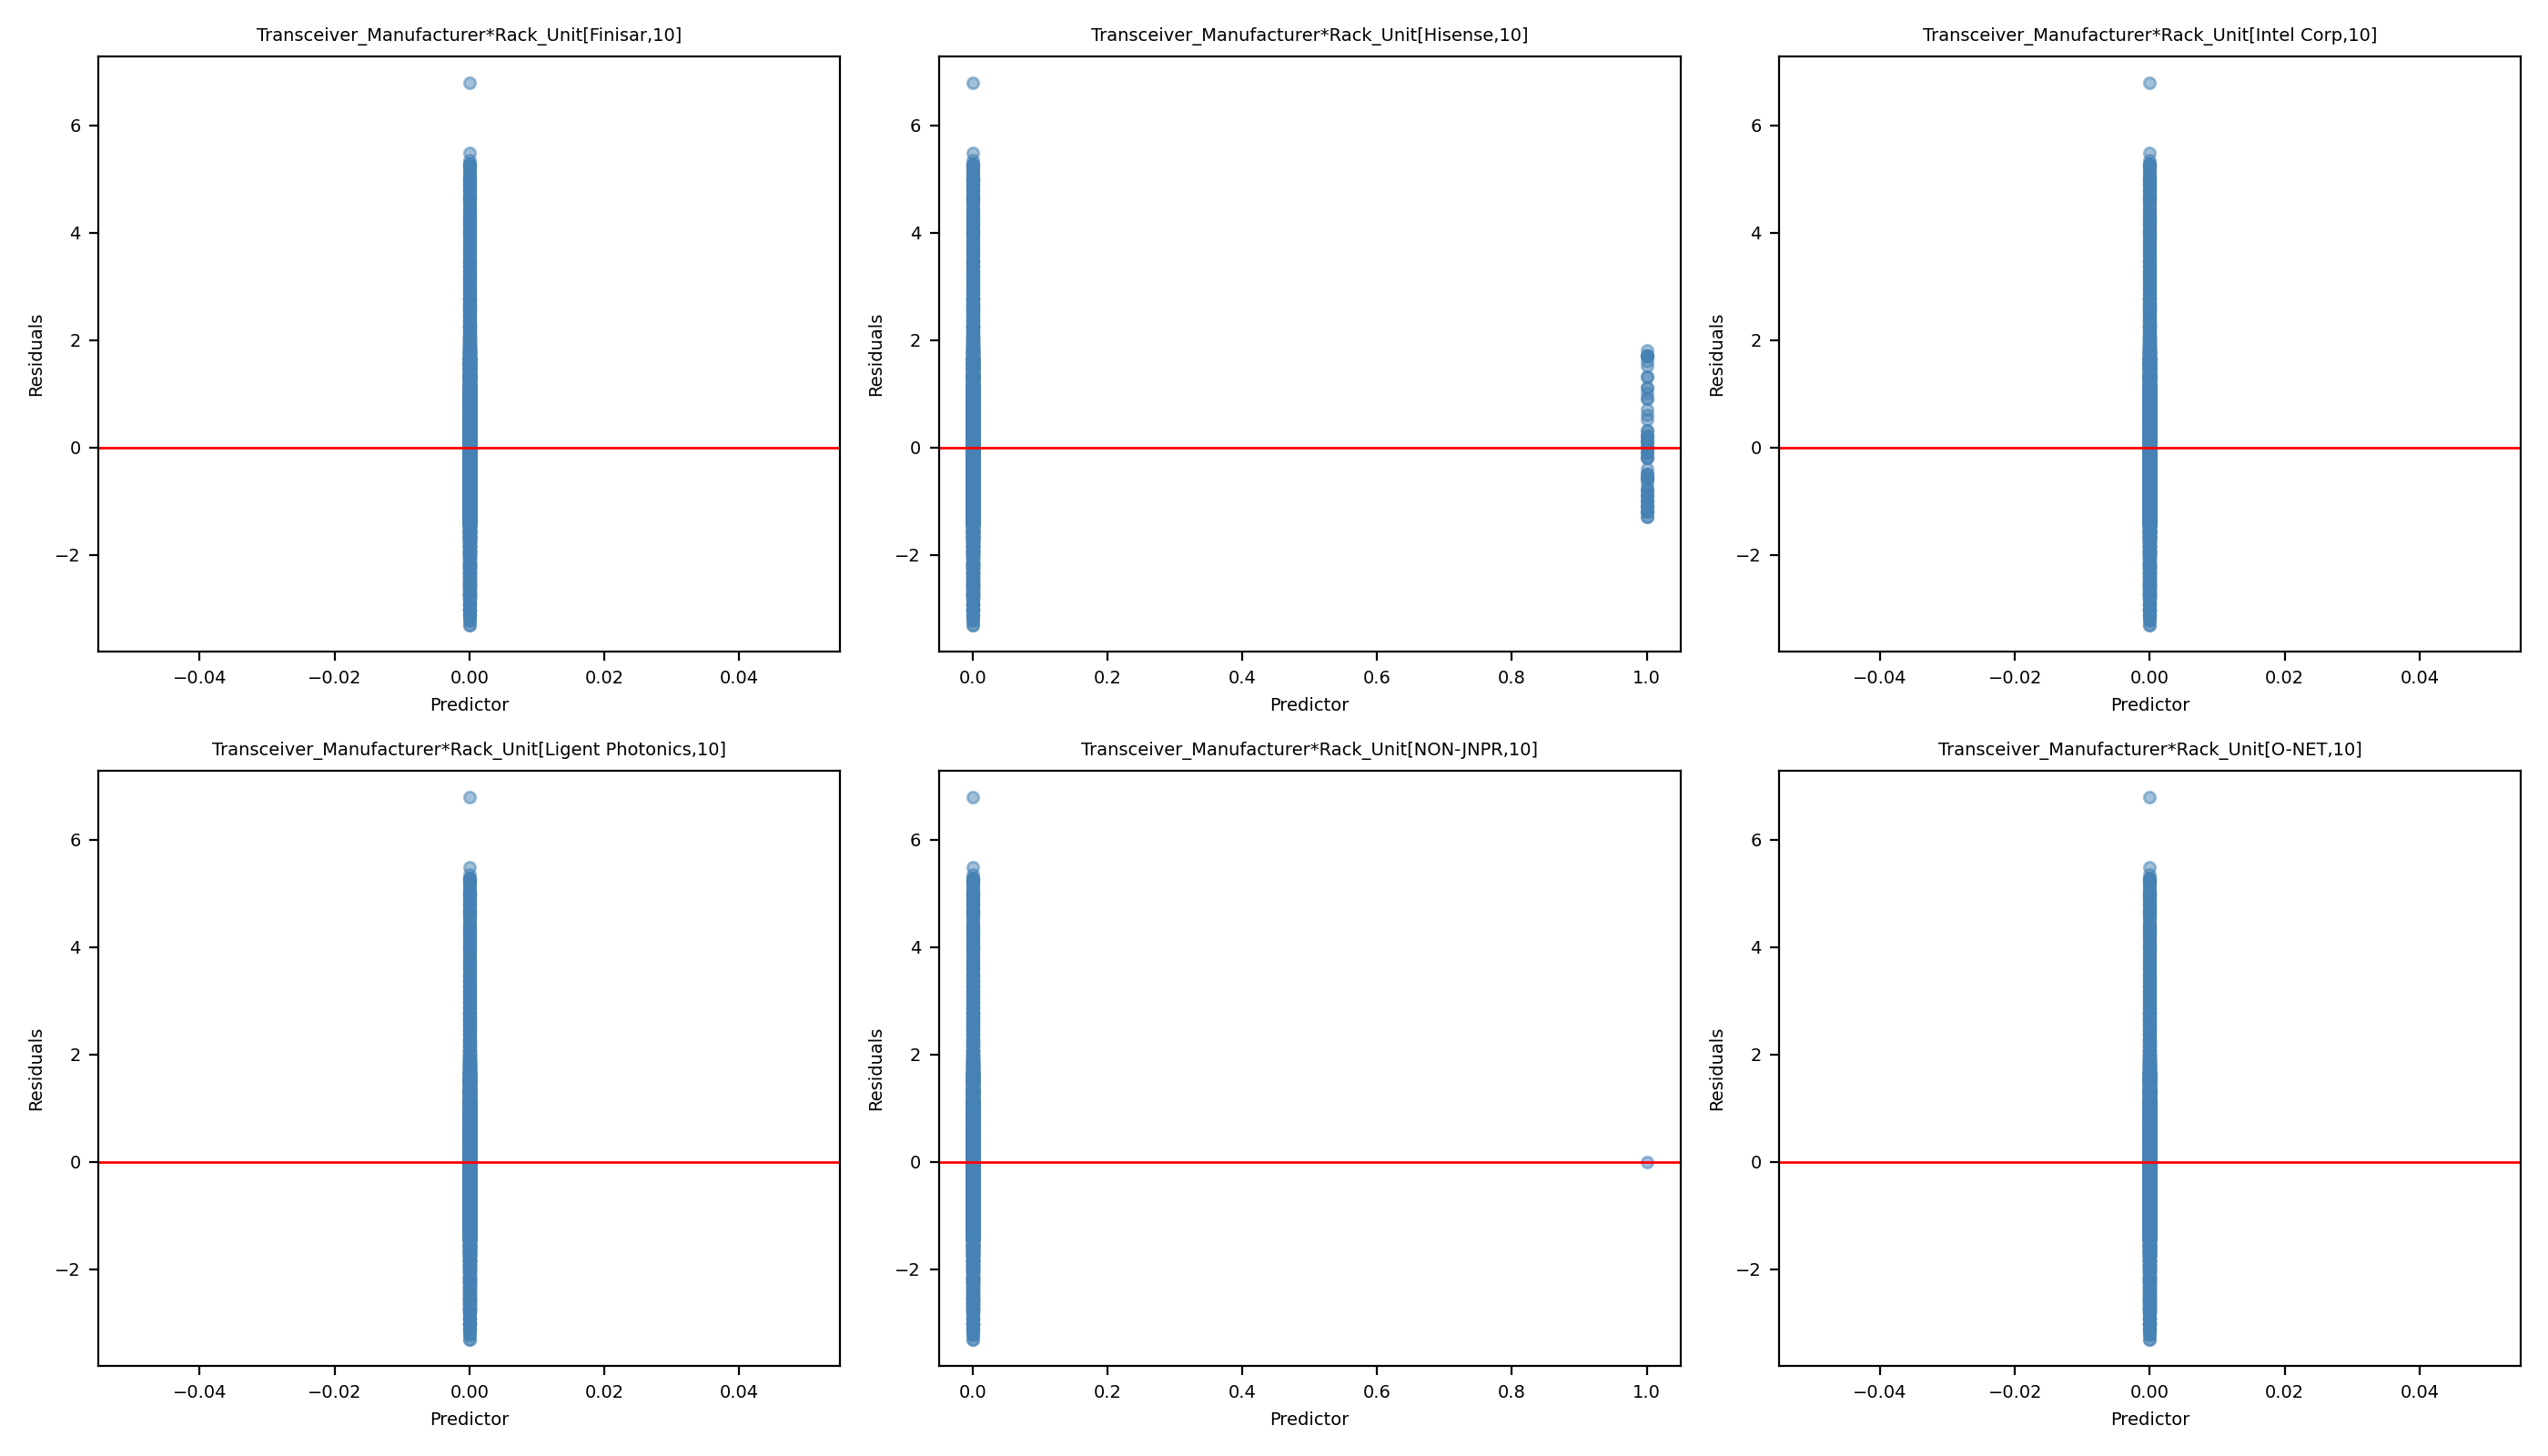 Transceiver_Manufacturer*Rack_Unit[Finisar,10]
6
4
2
0
−2
Residuals
−0.04 −0.02 0.00 0.02 0.04
Predictor
Transceiver_Manufacturer*Rack_Unit[Hisense,10]
6
4
2
0
−2
Residuals
0.0 0.2 0.4 0.6 0.8 1.0
Predictor
Transceiver_Manufacturer*Rack_Unit[Intel Corp,10]
6
4
2
0
−2
Residuals
−0.04 −0.02 0.00 0.02 0.04
Predictor
Transceiver_Manufacturer*Rack_Unit[Ligent Photonics,10]
6
4
2
0
−2
Residuals
−0.04 −0.02 0.00 0.02 0.04
Predictor
Transceiver_Manufacturer*Rack_Unit[NON-JNPR,10]
6
4
2
0
−2
Residuals
0.0 0.2 0.4 0.6 0.8 1.0
Predictor
Transceiver_Manufacturer*Rack_Unit[O-NET,10]
6
4
2
0
−2
Residuals
−0.04 −0.02 0.00 0.02 0.04
Predictor